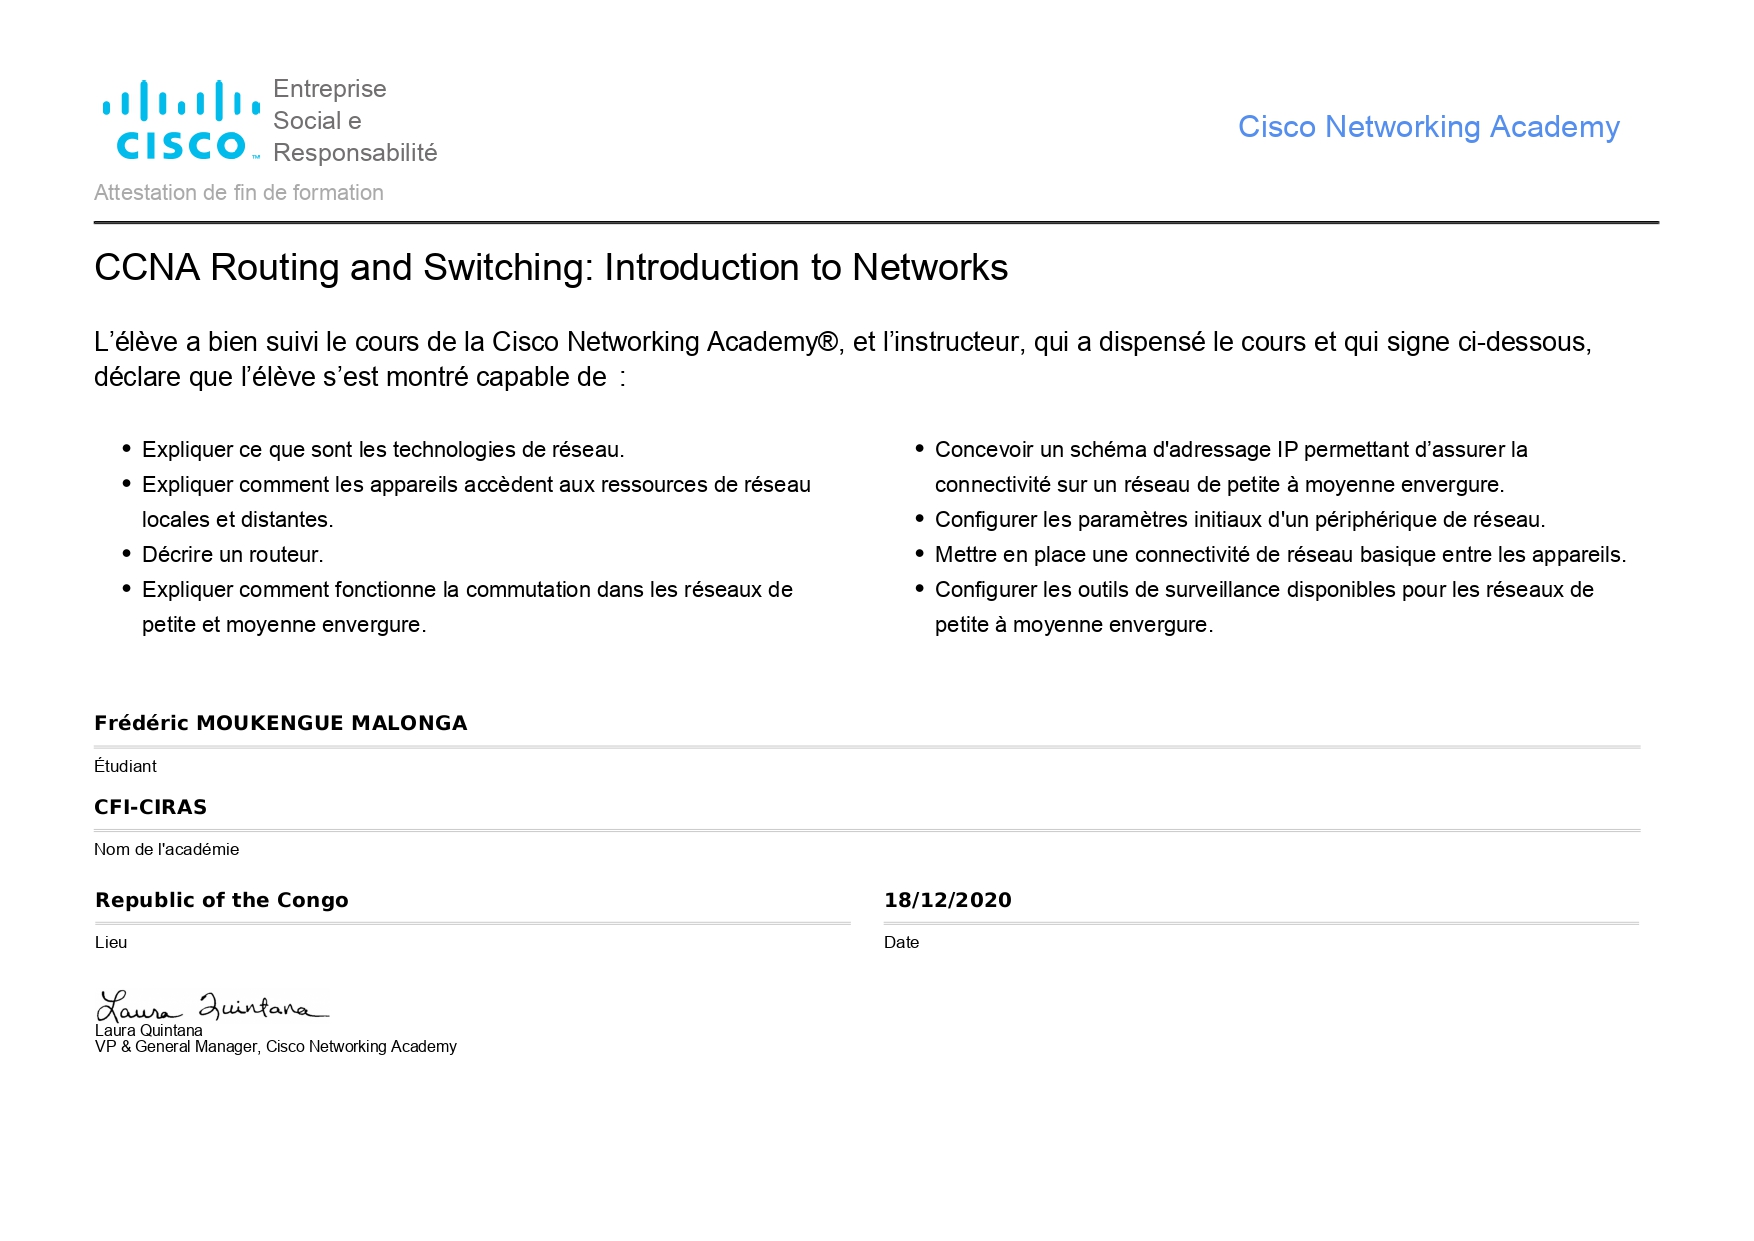 CISCO™
Entreprise
Social e
Responsabilité
Cisco Networking Academy
Attestation de fin de formation
CCNA Routing and Switching: Introduction to Networks
L’élève a bien suivi le cours de la Cisco Networking Academy®, et l’instructeur, qui a dispensé le cours et qui signe ci-dessous,
déclare que l’élève s’est montré capable de :
• Expliquer ce que sont les technologies de réseau.
• Expliquer comment les appareils accèdent aux ressources de réseau
locales et distantes.
• Décrire un routeur.
• Expliquer comment fonctionne la commutation dans les réseaux de
petite et moyenne envergure.
• Concevoir un schéma d'adressage IP permettant d’assurer la
connectivité sur un réseau de petite à moyenne envergure.
• Configurer les paramètres initiaux d'un périphérique de réseau.
• Mettre en place une connectivité de réseau basique entre les appareils.
• Configurer les outils de surveillance disponibles pour les réseaux de
petite à moyenne envergure.
Frédéric MOUKENGUE MALONGA
Étudiant
CFI-CIRAS
Nom de l'académie
Republic of the Congo
Lieu
18/12/2020
Date
Laura Quintana
Laura Quintana
VP & General Manager, Cisco Networking Academy